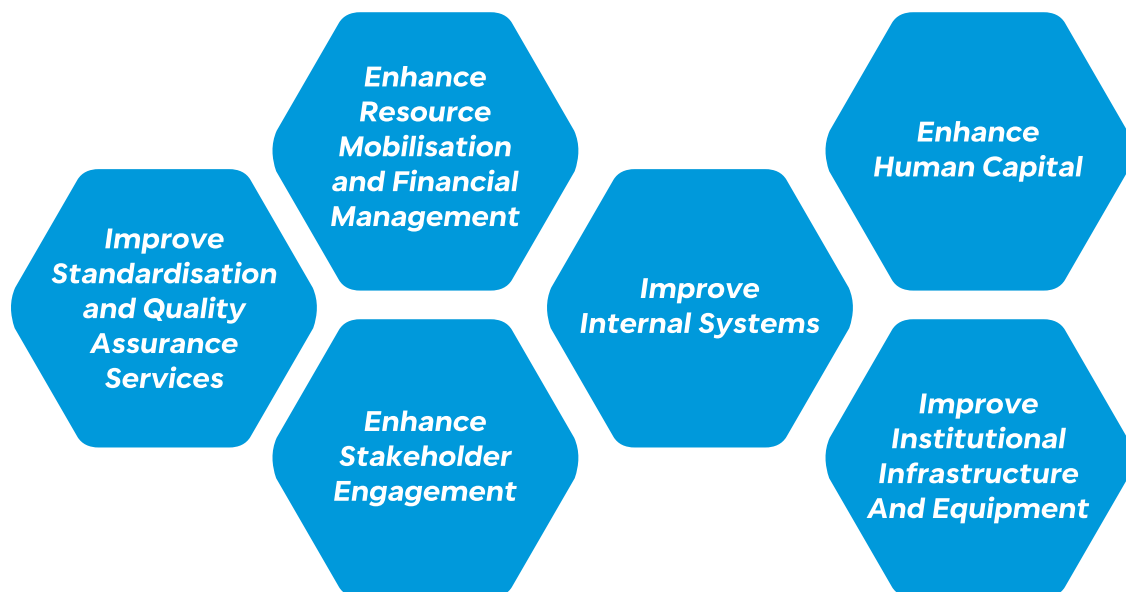 Enhance
Resource
Mobilisation
and Financial
Management
Enhance
Human Capital
Improve
Standardisation
and Quality
Assurance
Services
Improve
Internal Systems
Enhance
Stakeholder
Engagement
Improve
Institutional
Infrastructure
And Equipment